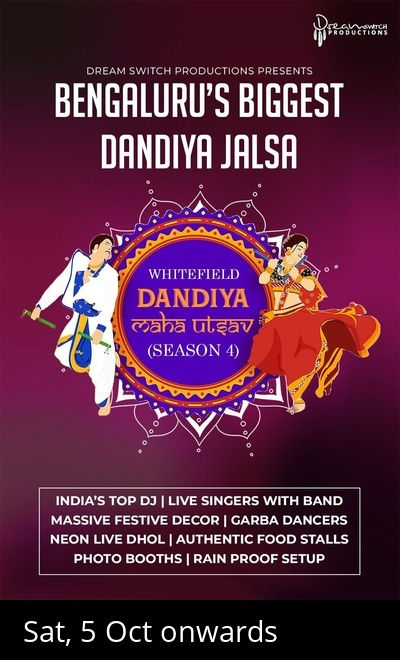 Dream SWITCH
PRODUCTIONS
DREAM SWITCH PRODUCTIONS PRESENTS
BENGALURU'S BIGGEST
DANDIYA JALSA
WHITEFIELD
DANDIYA
maha utsav
(SEASON 4)
INDIA'S TOP DJ | LIVE SINGERS WITH BAND
MASSIVE FESTIVE DECOR | GARBA DANCERS
NEON LIVE DHOL | AUTHENTIC FOOD STALLS
PHOTO BOOTHS | RAIN PROOF SETUP
Sat, 5 Oct onwards